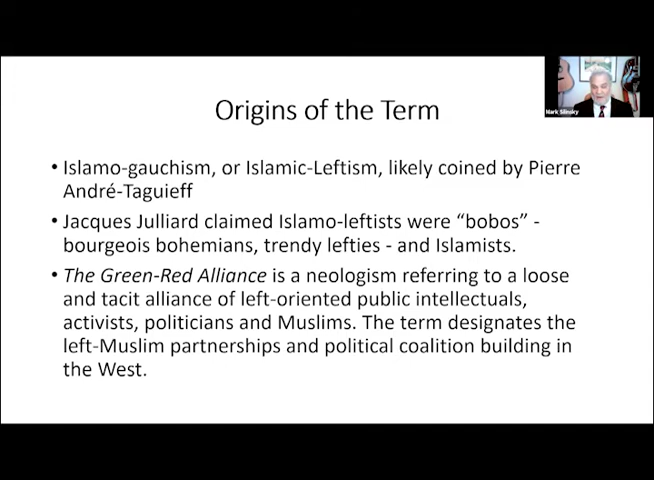 Origins of the Term
Mark Silinsky
• Islamo-gauchism, or Islamic-Leftism, likely coined by Pierre
André-Taguieff
• Jacques Julliard claimed Islamo-leftists were “bobos” -
bourgeois bohemians, trendy lefties - and Islamists.
• The Green-Red Alliance is a neologism referring to a loose
and tacit alliance of left-oriented public intellectuals,
activists, politicians and Muslims. The term designates the
left-Muslim partnerships and political coalition building in
the West.